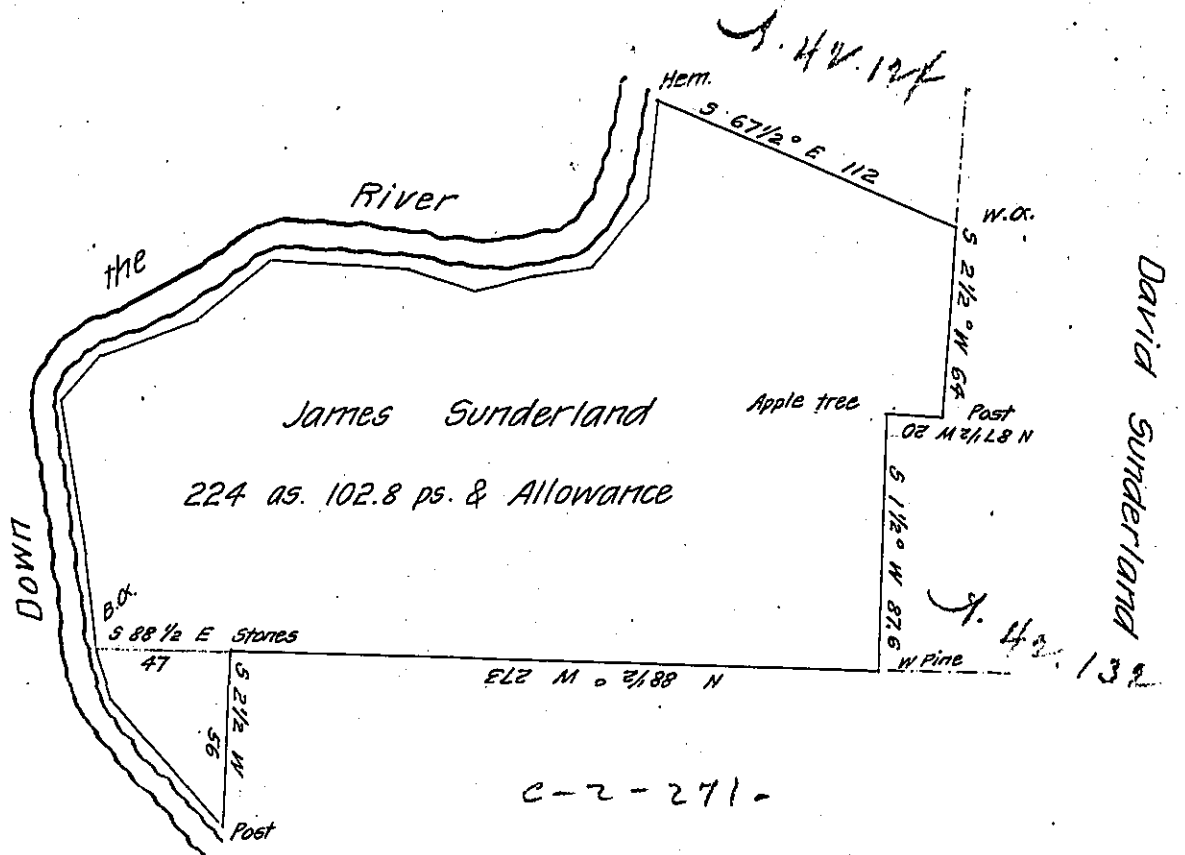 Hem.
S 67½° E 112
River
the
Down
W.O.
S 2½° W 64
Post
N 87½ W 20
Apple tree
James Sunderland
224 as. 102.8 ps. & Allowance
David Sunderland
S 1½° W 87.6
W Pine
42.132
B.O.
S 88½ E Stones
47
N 88½° W 273
S 2½ W
56
Post
C-2-271-